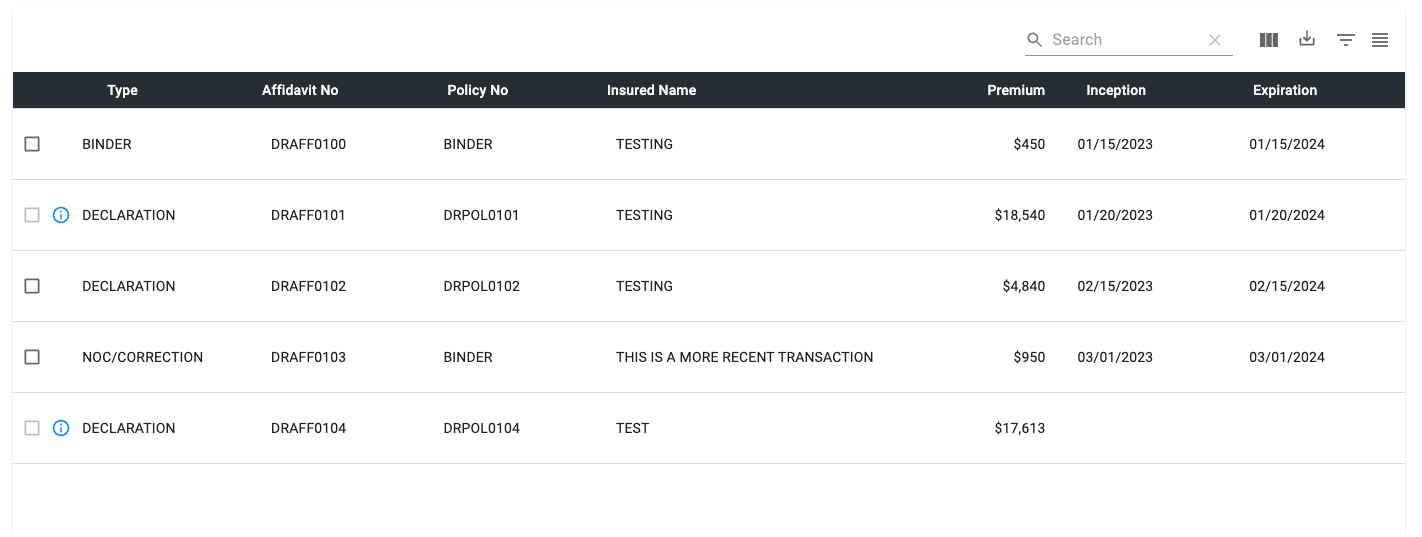 Search
Type Affidavit No Policy No Insured Name Premium Inception Expiration
BINDER DRAFF0100 BINDER TESTING $450 01/15/2023 01/15/2024
DECLARATION DRAFF0101 DRPOL0101 TESTING $18,540 01/20/2023 01/20/2024
DECLARATION DRAFF0102 DRPOL0102 TESTING $4,840 02/15/2023 02/15/2024
NOC/CORRECTION DRAFF0103 BINDER THIS IS A MORE RECENT TRANSACTION $950 03/01/2023 03/01/2024
DECLARATION DRAFF0104 DRPOL0104 TEST $17,613